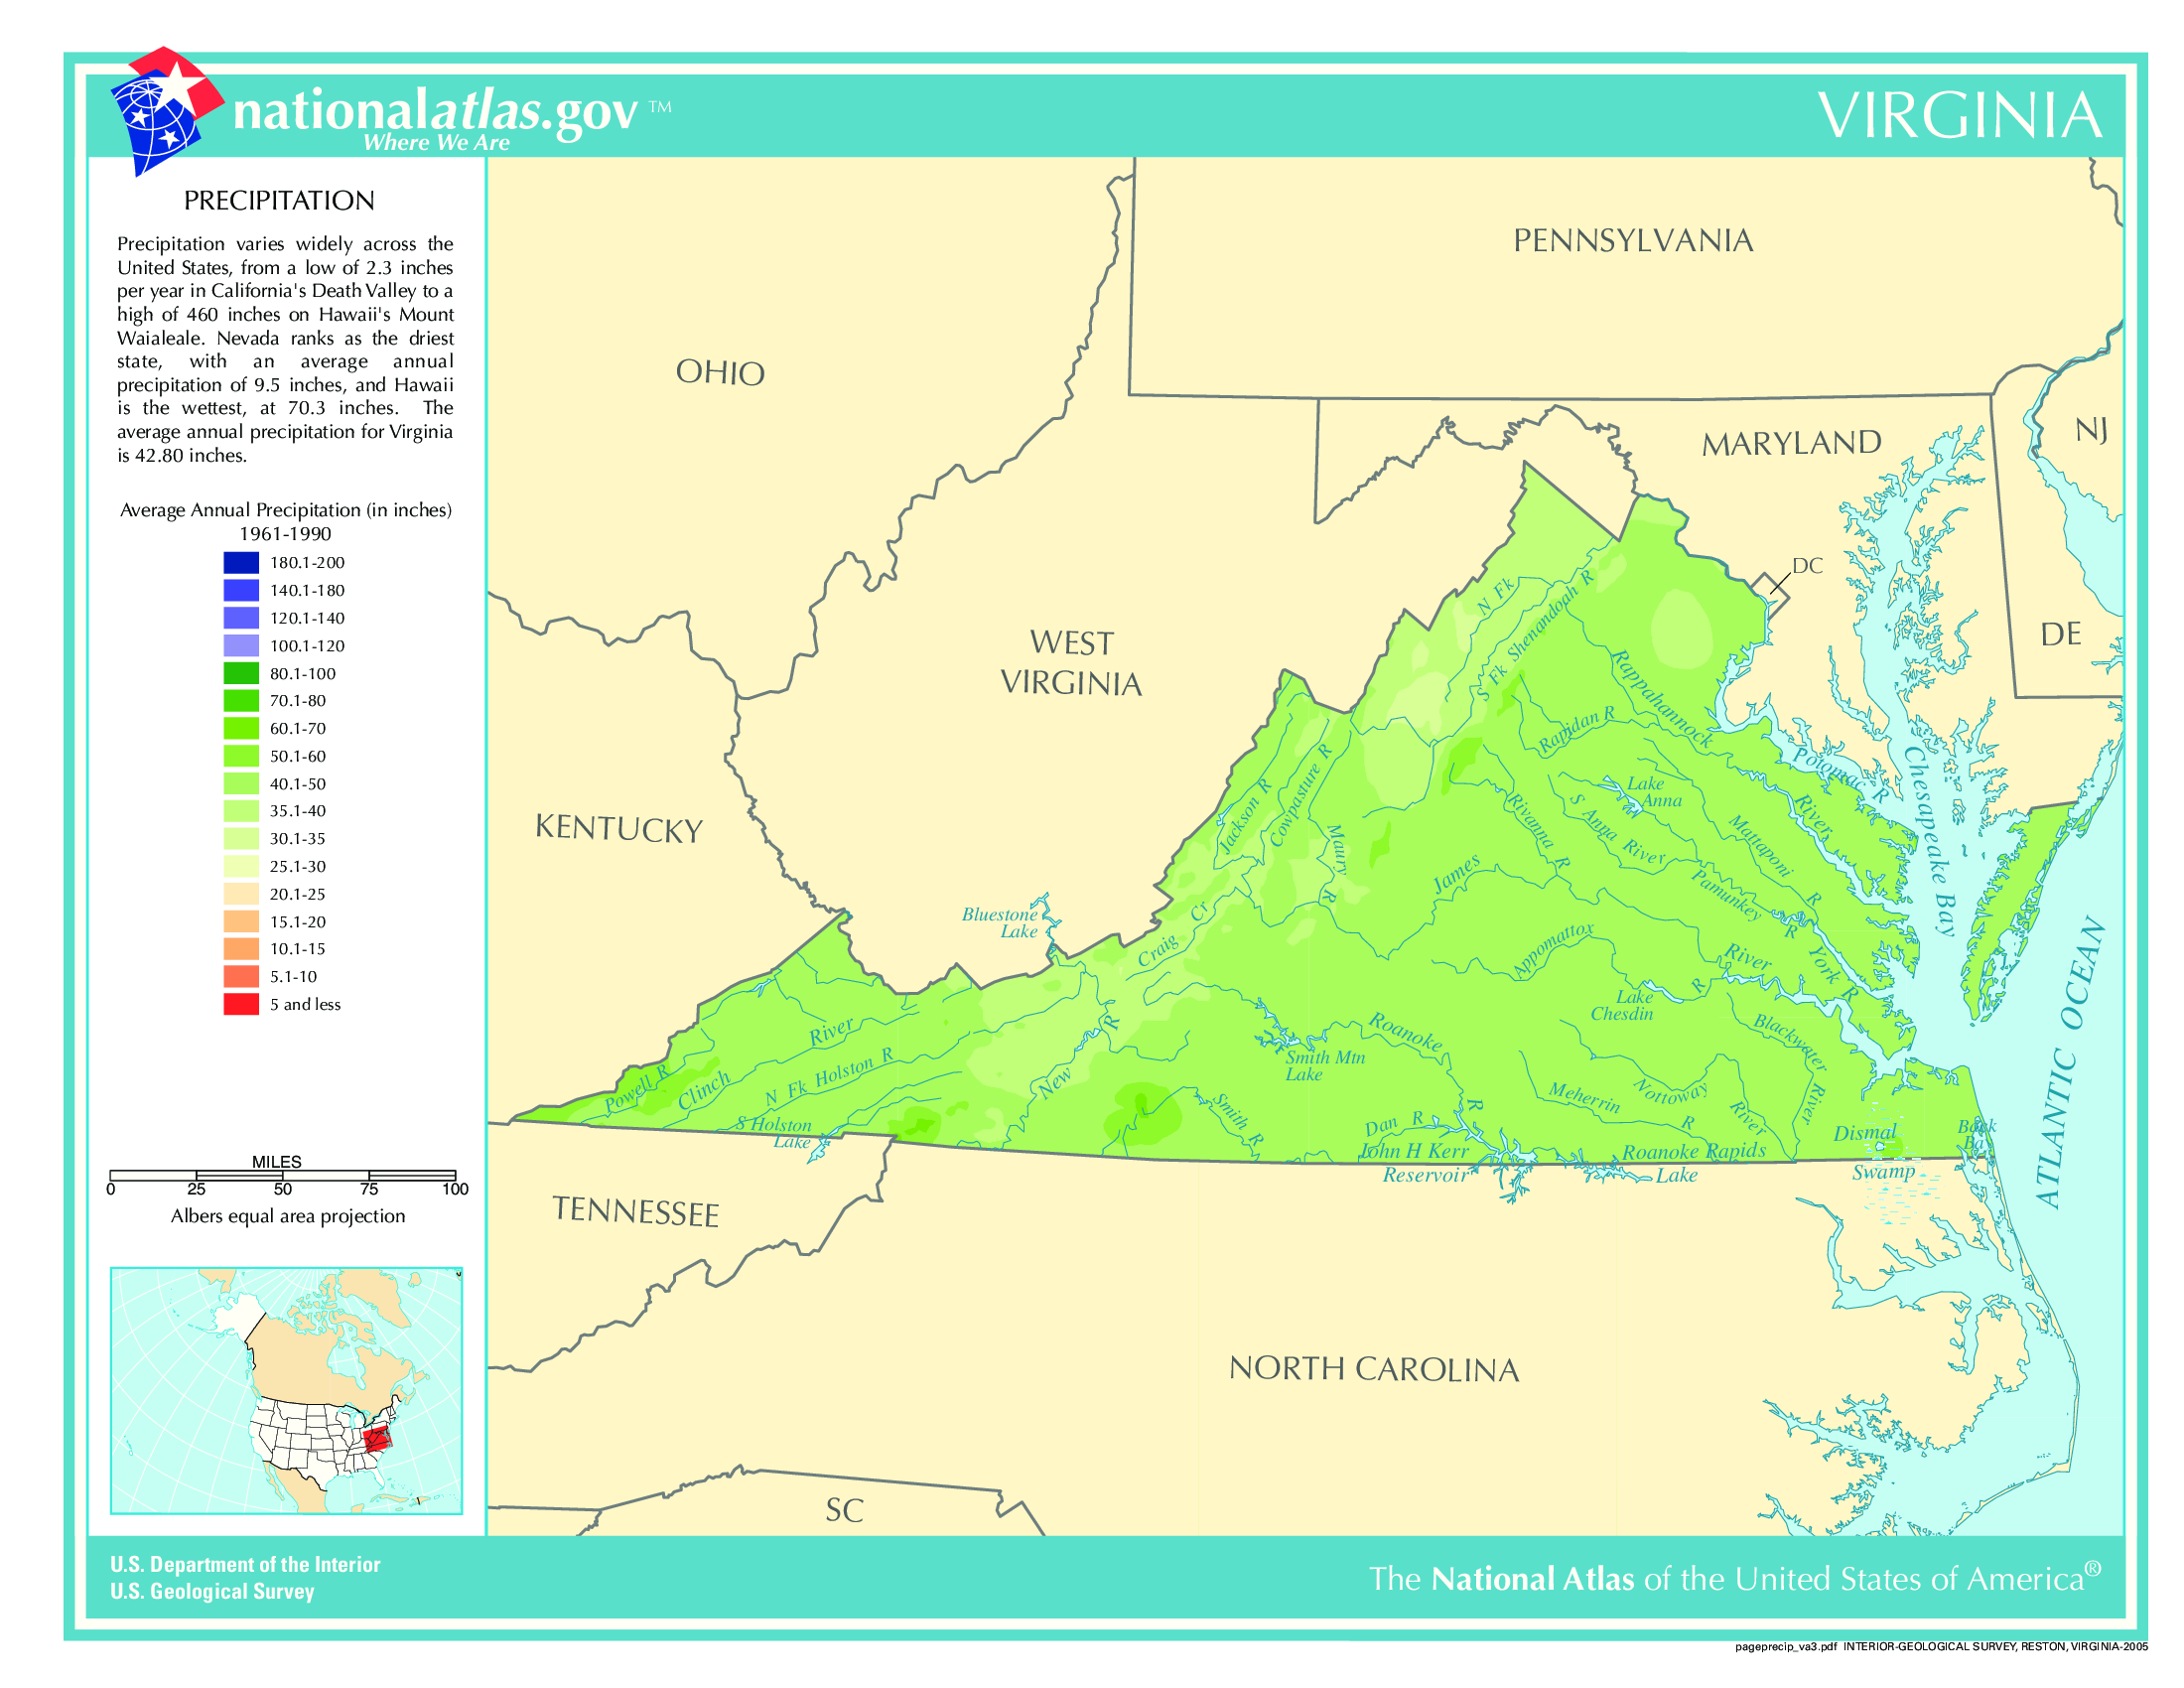 nationalatlas.gov ™
Where We Are
VIRGINIA
PRECIPITATION
Precipitation varies widely across the
United States, from a low of 2.3 inches
per year in California's Death Valley to a
high of 460 inches on Hawaii's Mount
Waialeale. Nevada ranks as the driest
state, with an average annual
precipitation of 9.5 inches, and Hawaii
is the wettest, at 70.3 inches. The
average annual precipitation for Virginia
is 42.80 inches.
Average Annual Precipitation (in inches)
1961-1990
180.1-200
140.1-180
120.1-140
100.1-120
80.1-100
70.1-80
60.1-70
50.1-60
40.1-50
35.1-40
30.1-35
25.1-30
20.1-25
15.1-20
10.1-15
5.1-10
5 and less
MILES
0 25 50 75 100
Albers equal area projection
PENNSYLVANIA
OHIO
MARYLAND
NJ
DC
DE
WEST
VIRGINIA
KENTUCKY
TENNESSEE
NORTH CAROLINA
SC
N Fk
S Fk Shenandoah R
Rappahannock
River
Rapidan R
Potomac R
Chesapeake Bay
Lake
Anna
S Anna River
Mattaponi R
Pamunkey R
York R
Rivanna R
James
River
Jackson R
Cowpasture R
Maury R
Craig Cr
Bluestone
Lake
Appomattox
R
Lake
Chesdin
Blackwater
River
Nottoway
River
Meherrin
R
Roanoke
R
Smith Mtn
Lake
Smith R
Dan R
John H Kerr
Reservoir
Roanoke Rapids
Lake
Dismal
Swamp
Back
Bay
ATLANTIC OCEAN
New
R
Powell R
Clinch
River
N Fk Holston R
S Holston
Lake
U.S. Department of the Interior
U.S. Geological Survey
The National Atlas of the United States of America®
pageprecip_va3.pdf INTERIOR-GEOLOGICAL SURVEY, RESTON, VIRGINIA-2005